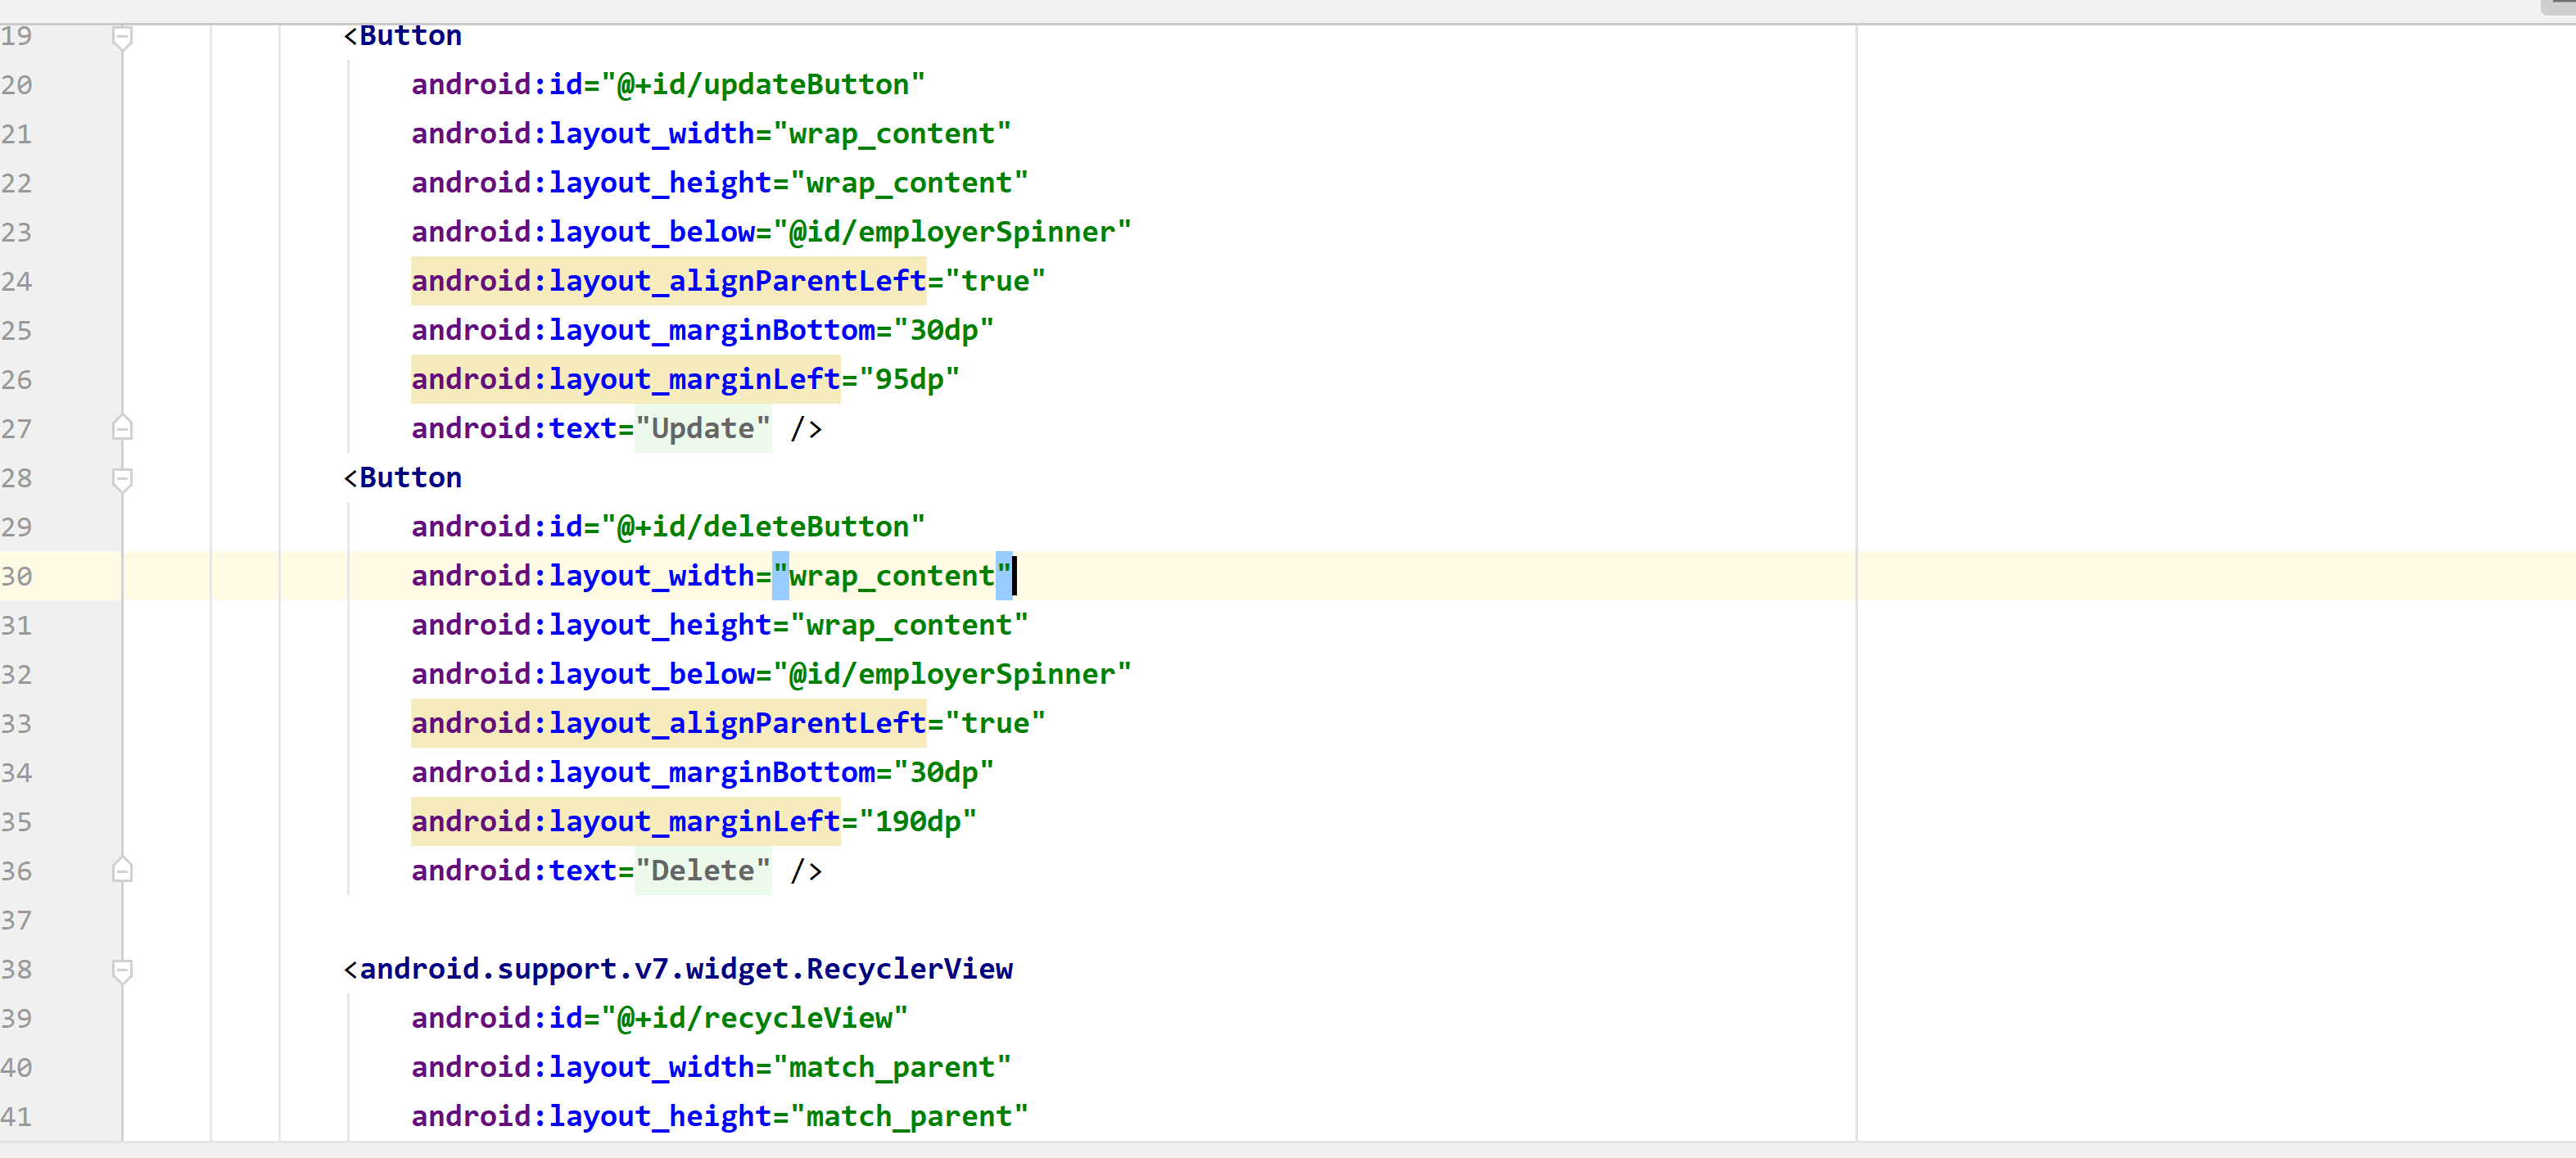 19 <Button
20 android:id="@+id/updateButton"
21 android:layout_width="wrap_content"
22 android:layout_height="wrap_content"
23 android:layout_below="@id/employerSpinner"
24 android:layout_alignParentLeft="true"
25 android:layout_marginBottom="30dp"
26 android:layout_marginLeft="95dp"
27 android:text="Update" />
28 <Button
29 android:id="@+id/deleteButton"
30 android:layout_width="wrap_content"
31 android:layout_height="wrap_content"
32 android:layout_below="@id/employerSpinner"
33 android:layout_alignParentLeft="true"
34 android:layout_marginBottom="30dp"
35 android:layout_marginLeft="190dp"
36 android:text="Delete" />
37
38 <android.support.v7.widget.RecyclerView
39 android:id="@+id/recycleView"
40 android:layout_width="match_parent"
41 android:layout_height="match_parent"